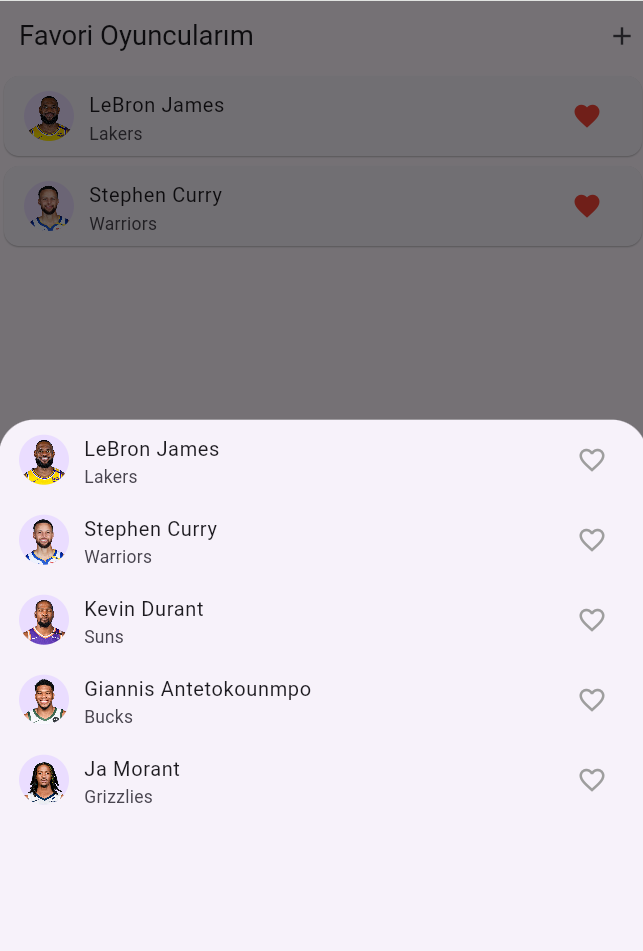 Favori Oyuncularım
LeBron James
Lakers
Stephen Curry
Warriors
LeBron James
Lakers
Stephen Curry
Warriors
Kevin Durant
Suns
Giannis Antetokounmpo
Bucks
Ja Morant
Grizzlies